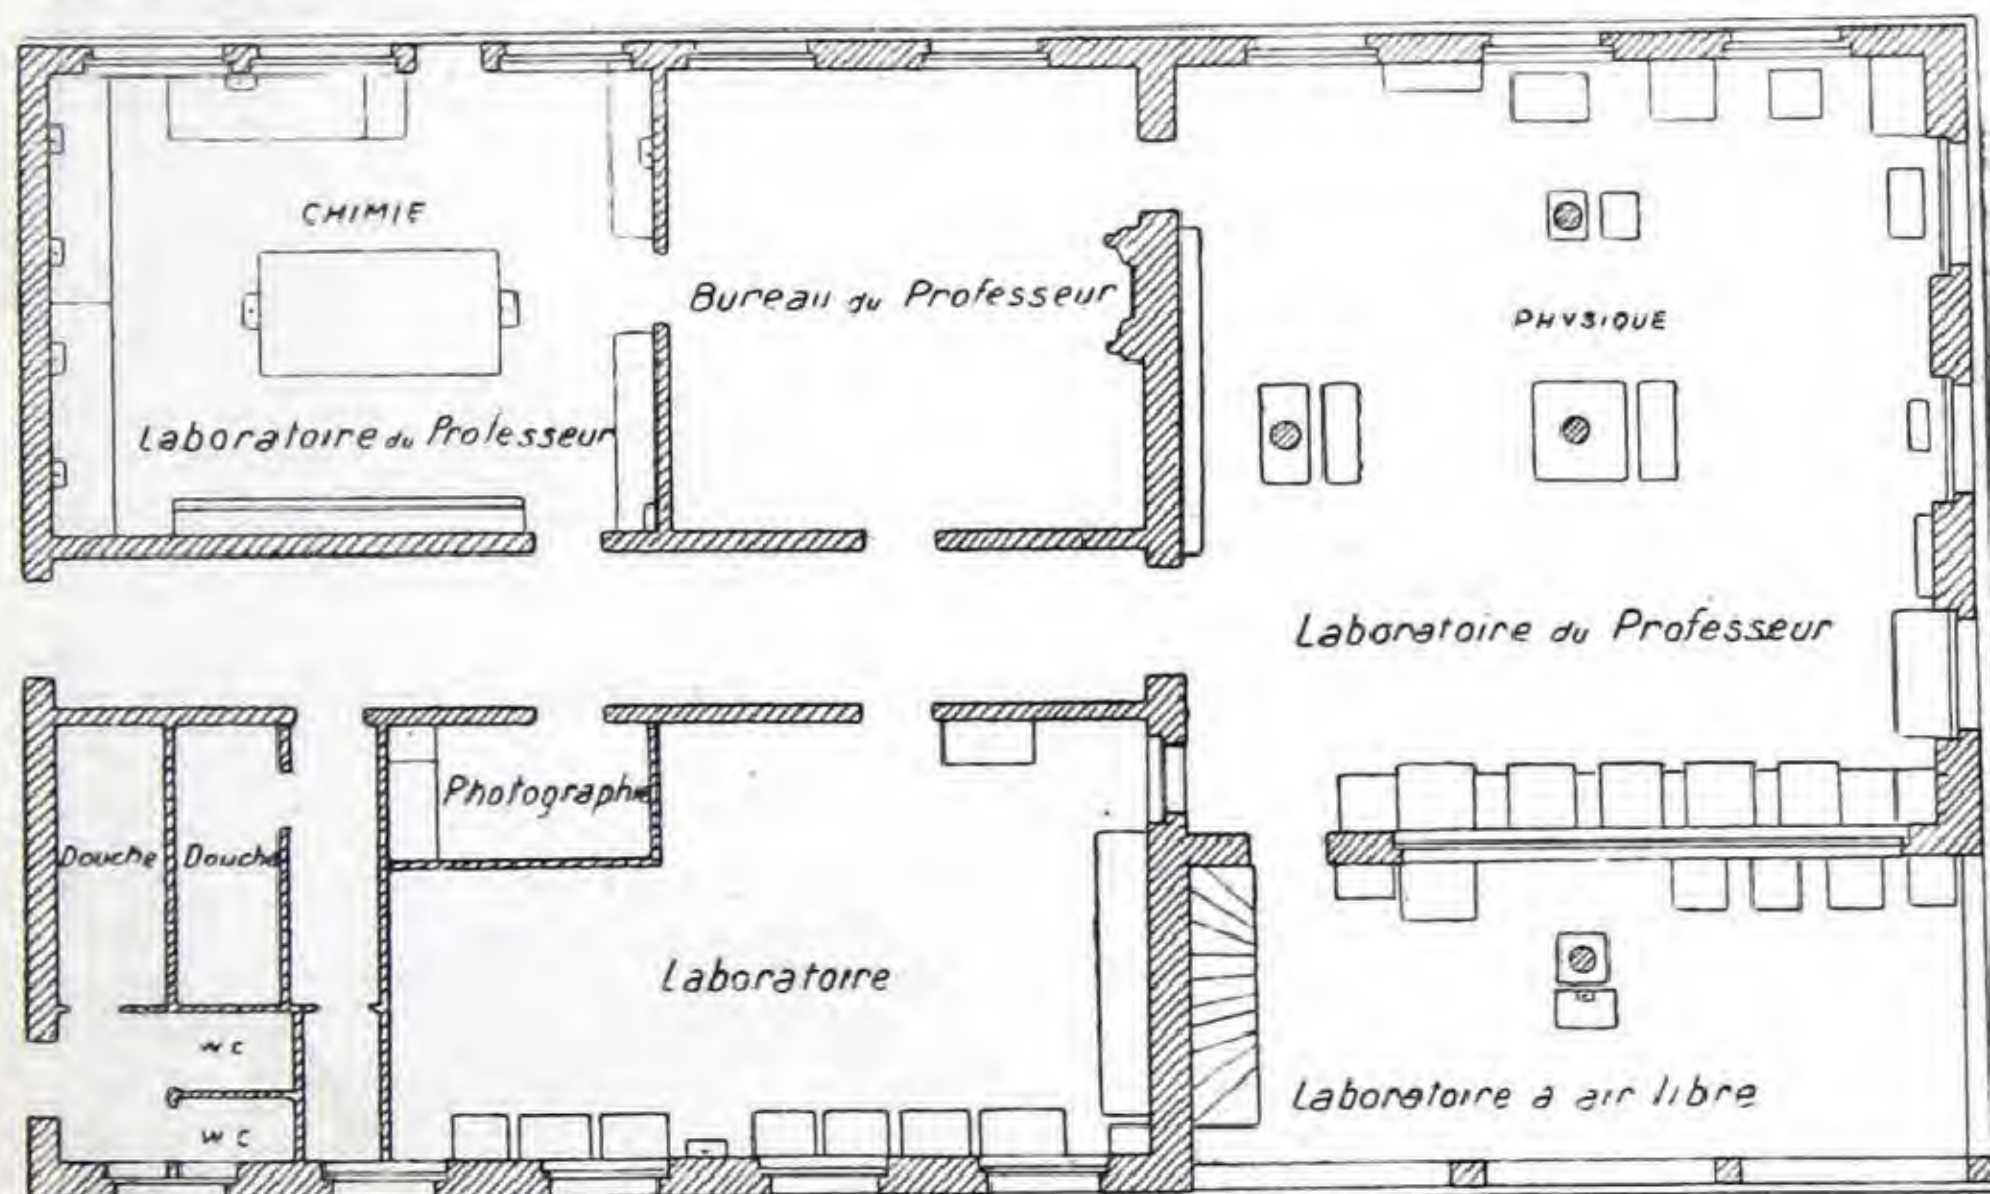 CHIMIE
Bureau du Professeur
PHYSIQUE
Laboratoire du Professeur
Laboratoire du Professeur
Photographie
Douche
Douche
Laboratoire
WC
Laboratoire a air libre
WC